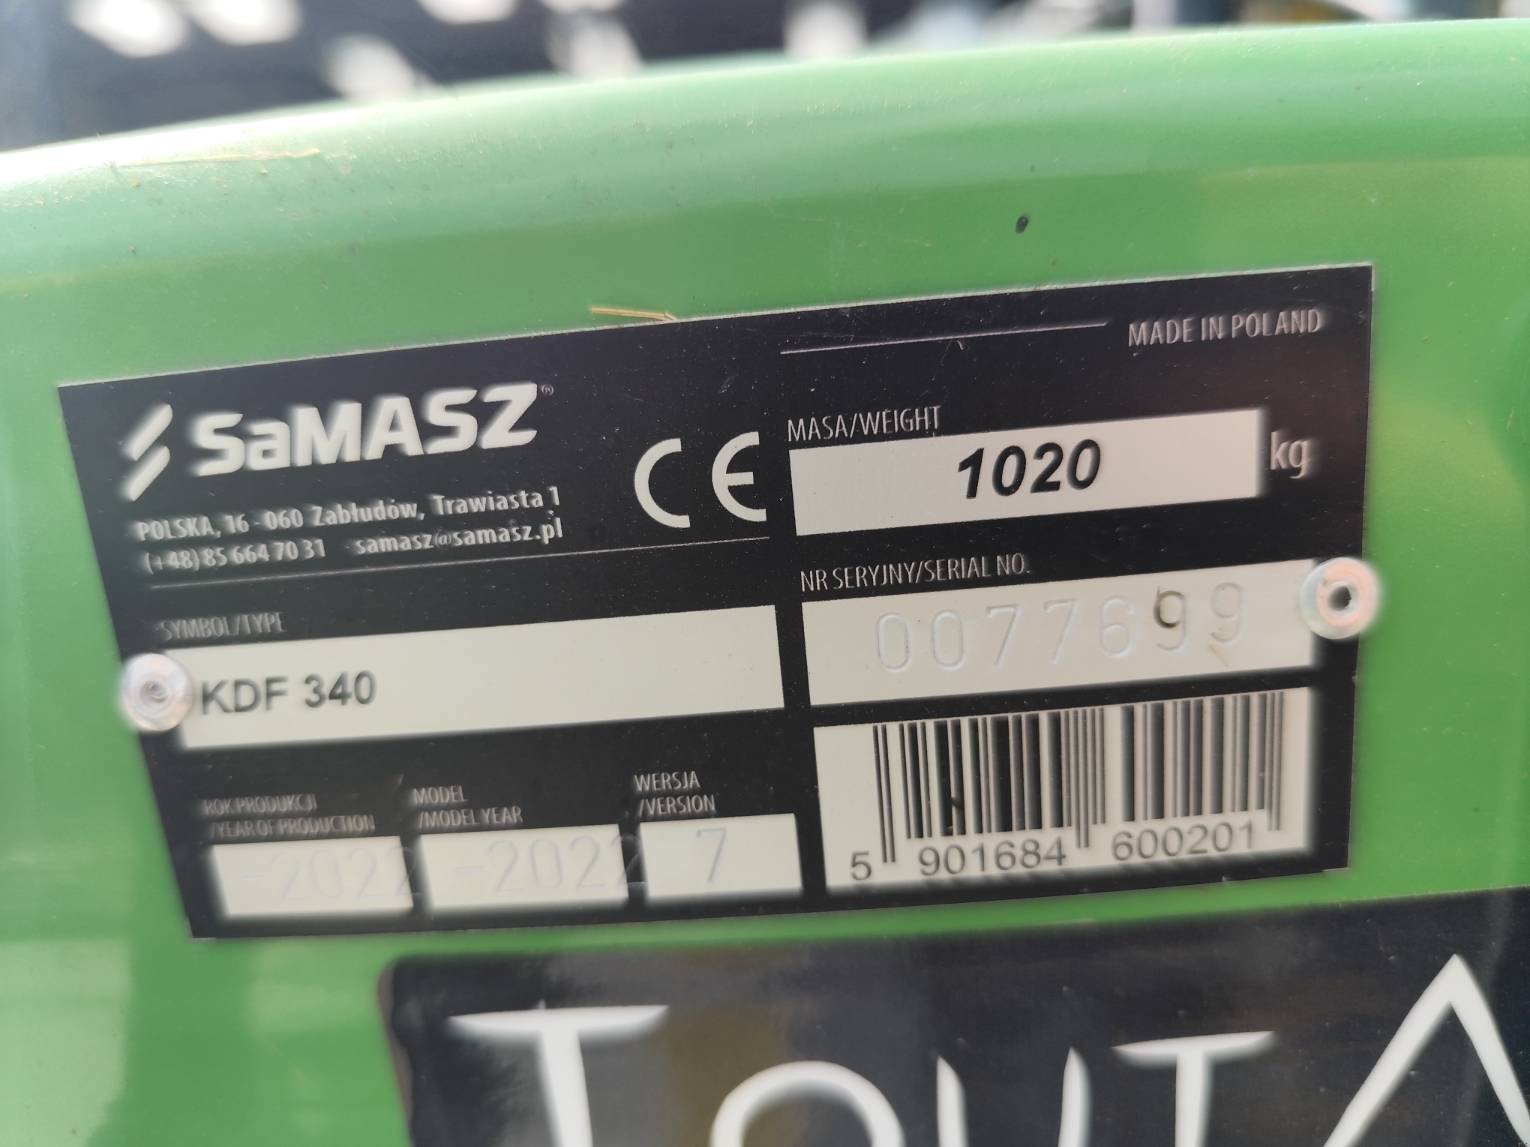 SaMASZ®
POLSKA, 16-060 Zabłudów, Trawiasta 1
(+48) 85 664 70 31 samasz@samasz.pl
CE
MADE IN POLAND
MASA/WEIGHT
1020 kg
NR SERYJNY/SERIAL NO.
0077699
SYMBOL/TYPE
KDF 340
ROK PRODUKCJI
/YEAR OF PRODUCTION
-2022
MODEL
/MODEL YEAR
-2022
WERSJA
/VERSION
7
5 901684 600201